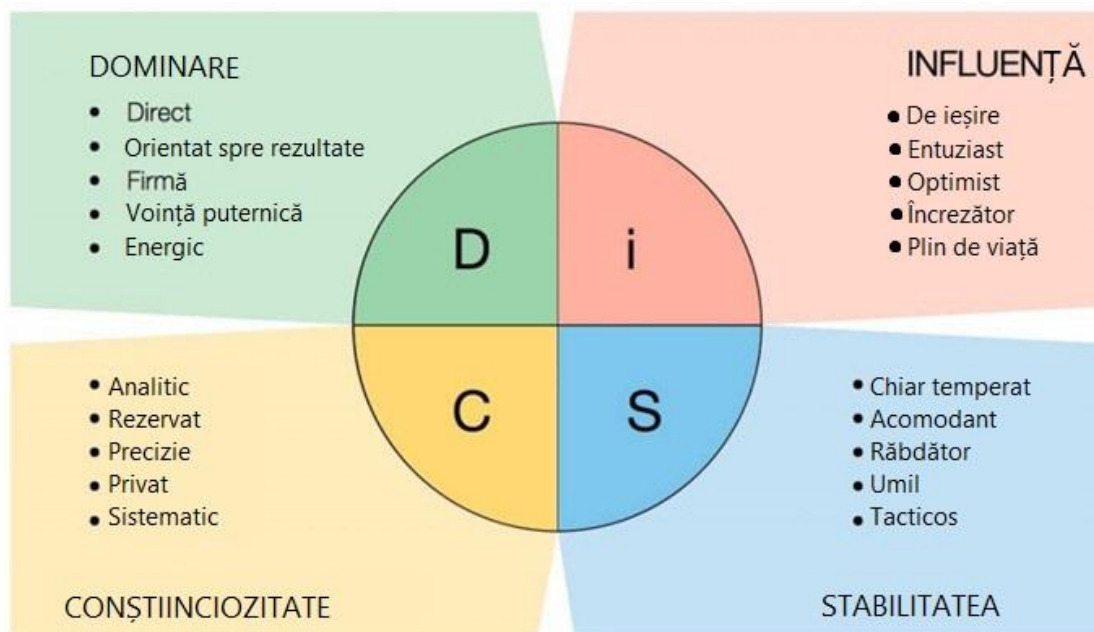 DOMINARE
• Direct
• Orientat spre rezultate
• Firmă
• Voință puternică
• Energic
INFLUENȚĂ
• De ieșire
• Entuziast
• Optimist
• Încrezător
• Plin de viață
D
i
C
S
• Analitic
• Rezervat
• Precizie
• Privat
• Sistematic
CONȘTIINCIOZITATE
• Chiar temperat
• Acomodant
• Răbdător
• Umil
• Tacticos
STABILITATEA